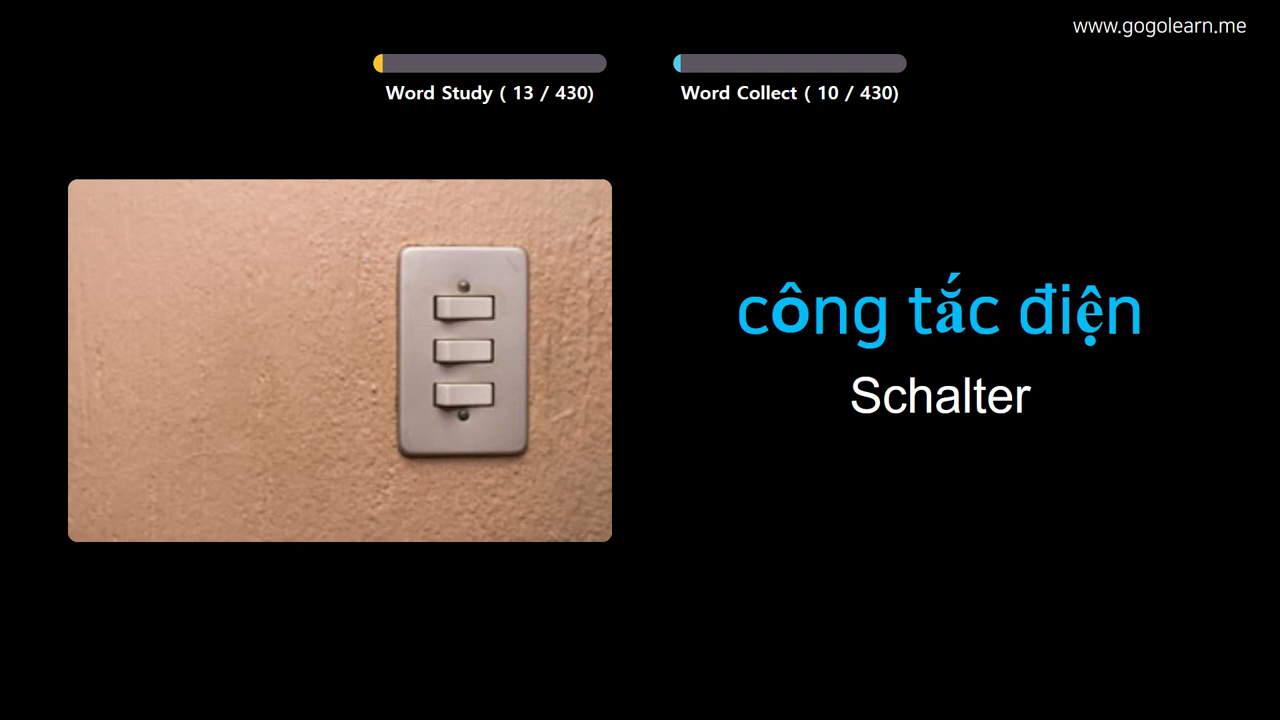 www.gogolearn.me
Word Study ( 13 / 430)
Word Collect ( 10 / 430)
công tắc điện
Schalter